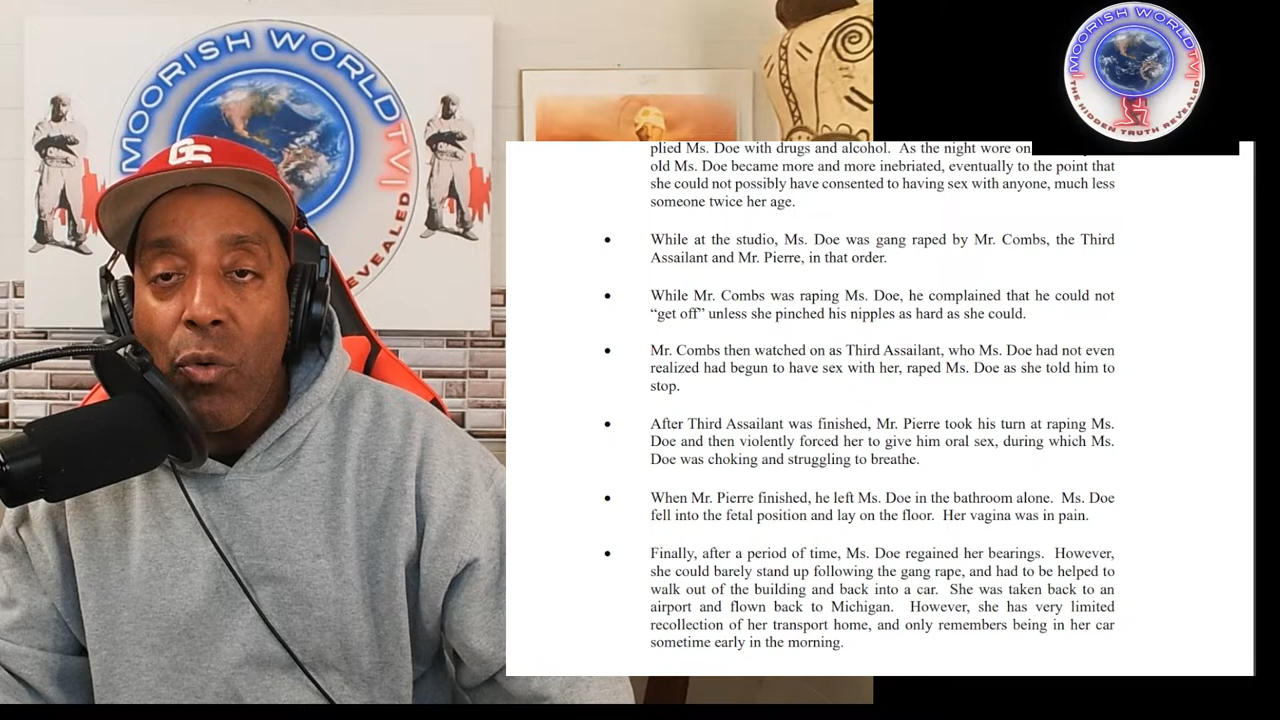 MOORISH WORLD TV
EVEALED
GS
MOORISH WORLD TV
THE HIDDEN TRUTH REVEALED
plied Ms. Doe with drugs and alcohol. As the night wore on
old Ms. Doe became more and more inebriated, eventually to the point that
she could not possibly have consented to having sex with anyone, much less
someone twice her age.
• While at the studio, Ms. Doe was gang raped by Mr. Combs, the Third
Assailant and Mr. Pierre, in that order.
• While Mr. Combs was raping Ms. Doe, he complained that he could not
“get off” unless she pinched his nipples as hard as she could.
• Mr. Combs then watched on as Third Assailant, who Ms. Doe had not even
realized had begun to have sex with her, raped Ms. Doe as she told him to
stop.
• After Third Assailant was finished, Mr. Pierre took his turn at raping Ms.
Doe and then violently forced her to give him oral sex, during which Ms.
Doe was choking and struggling to breathe.
• When Mr. Pierre finished, he left Ms. Doe in the bathroom alone. Ms. Doe
fell into the fetal position and lay on the floor. Her vagina was in pain.
• Finally, after a period of time, Ms. Doe regained her bearings. However,
she could barely stand up following the gang rape, and had to be helped to
walk out of the building and back into a car. She was taken back to an
airport and flown back to Michigan. However, she has very limited
recollection of her transport home, and only remembers being in her car
sometime early in the morning.